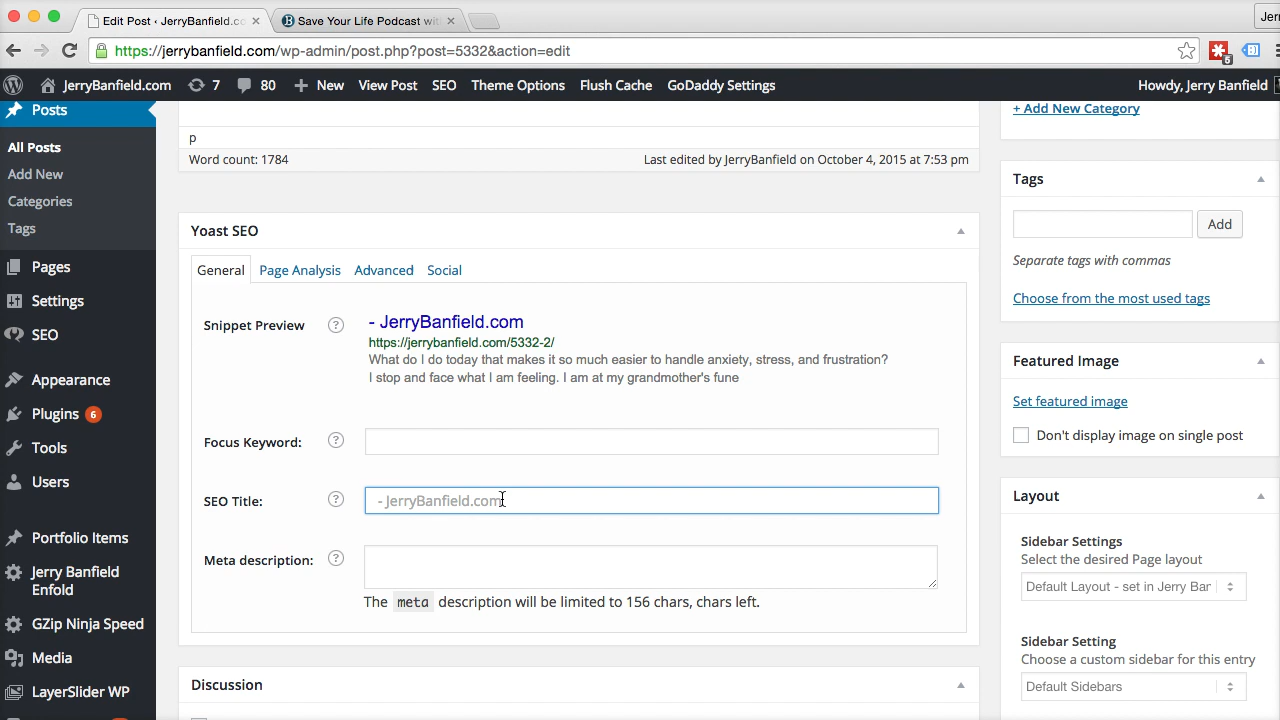 Edit Post ‹ JerryBanfield.co
Save Your Life Podcast wit
Jer
https://jerrybanfield.com/wp-admin/post.php?post=5332&action=edit
5
JerryBanfield.com 7 80 New View Post SEO Theme Options Flush Cache GoDaddy Settings Howdy, Jerry Banfield
Posts
All Posts
Add New
Categories
Tags
Pages
Settings
SEO
Appearance
Plugins 6
Tools
Users
Portfolio Items
Jerry Banfield
Enfold
GZip Ninja Speed
Media
LayerSlider WP
p
Word count: 1784 Last edited by JerryBanfield on October 4, 2015 at 7:53 pm
Yoast SEO
General Page Analysis Advanced Social
Snippet Preview ? - JerryBanfield.com
https://jerrybanfield.com/5332-2/
What do I do today that makes it so much easier to handle anxiety, stress, and frustration?
I stop and face what I am feeling. I am at my grandmother's fune
Focus Keyword: ?
SEO Title: ? - JerryBanfield.com
Meta description: ?
The meta description will be limited to 156 chars, chars left.
Discussion
+ Add New Category
Tags
Add
Separate tags with commas
Choose from the most used tags
Featured Image
Set featured image
Don't display image on single post
Layout
Sidebar Settings
Select the desired Page layout
Default Layout - set in Jerry Bar
Sidebar Setting
Choose a custom sidebar for this entry
Default Sidebars